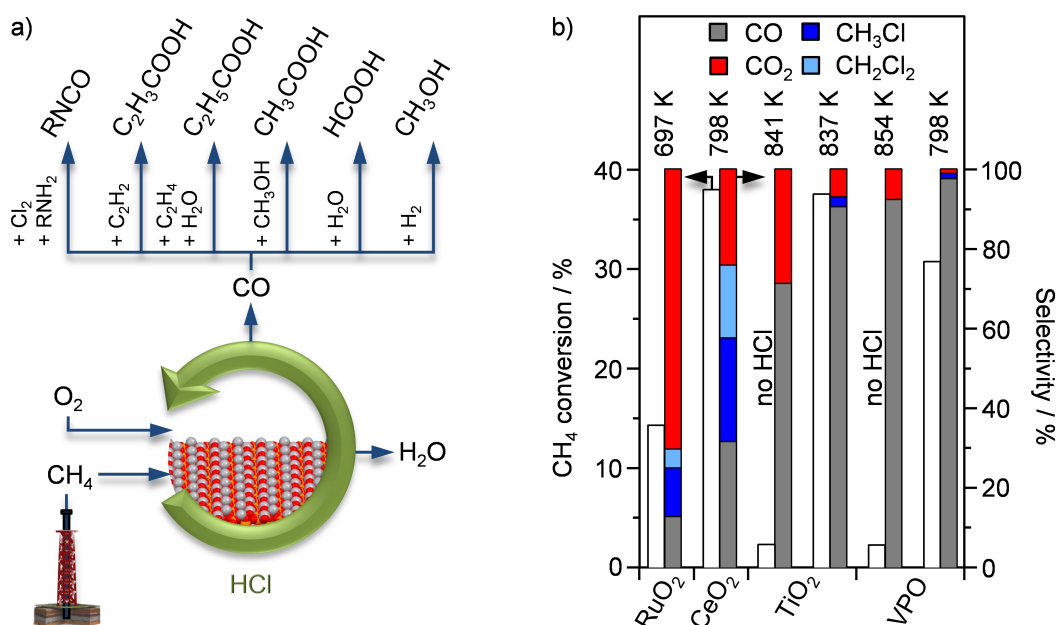 a)
RNCO
C₂H₃COOH
C₂H₅COOH
CH₃COOH
HCOOH
CH₃OH
+ Cl₂
+ RNH₂
+ C₂H₂
+ C₂H₄
+ H₂O
+ CH₃OH
+ H₂O
+ H₂
CO
O₂
CH₄
H₂O
HCl
b)
CO
CH₃Cl
CO₂
CH₂Cl₂
697 K
798 K
841 K
837 K
854 K
798 K
40
30
20
10
0
CH₄ conversion / %
no HCl
no HCl
100
80
60
40
20
0
Selectivity / %
RuO₂
CeO₂
TiO₂
VPO